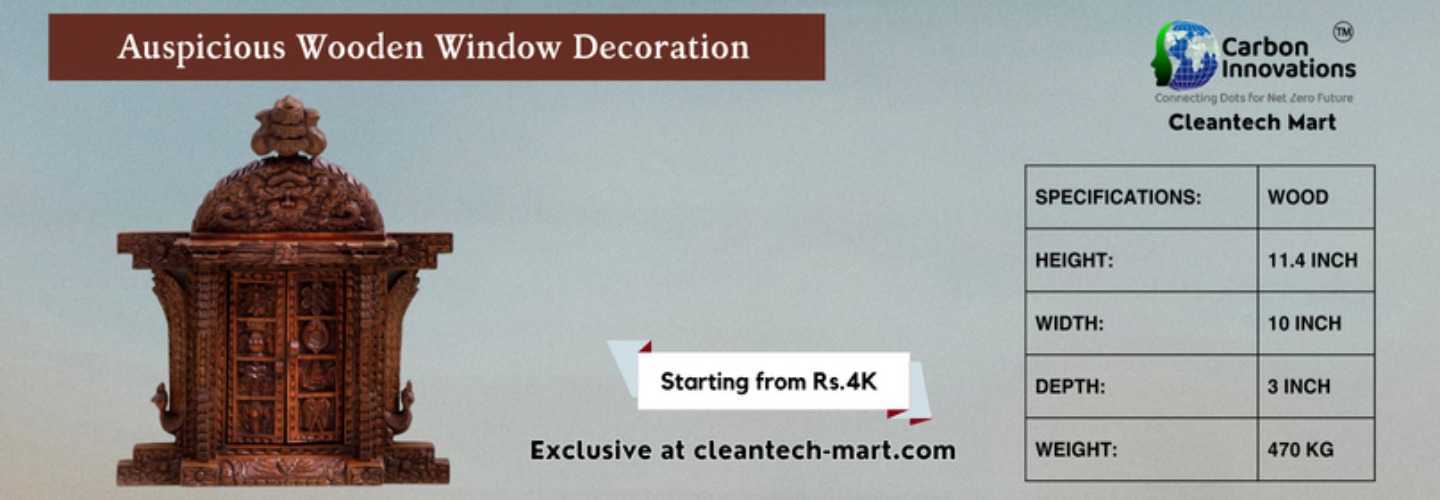 Auspicious Wooden Window Decoration
TM
Carbon
Innovations
Connecting Dots for Net Zero Future
Cleantech Mart
SPECIFICATIONS: WOOD
HEIGHT: 11.4 INCH
WIDTH: 10 INCH
DEPTH: 3 INCH
WEIGHT: 470 KG
Starting from Rs.4K
Exclusive at cleantech-mart.com